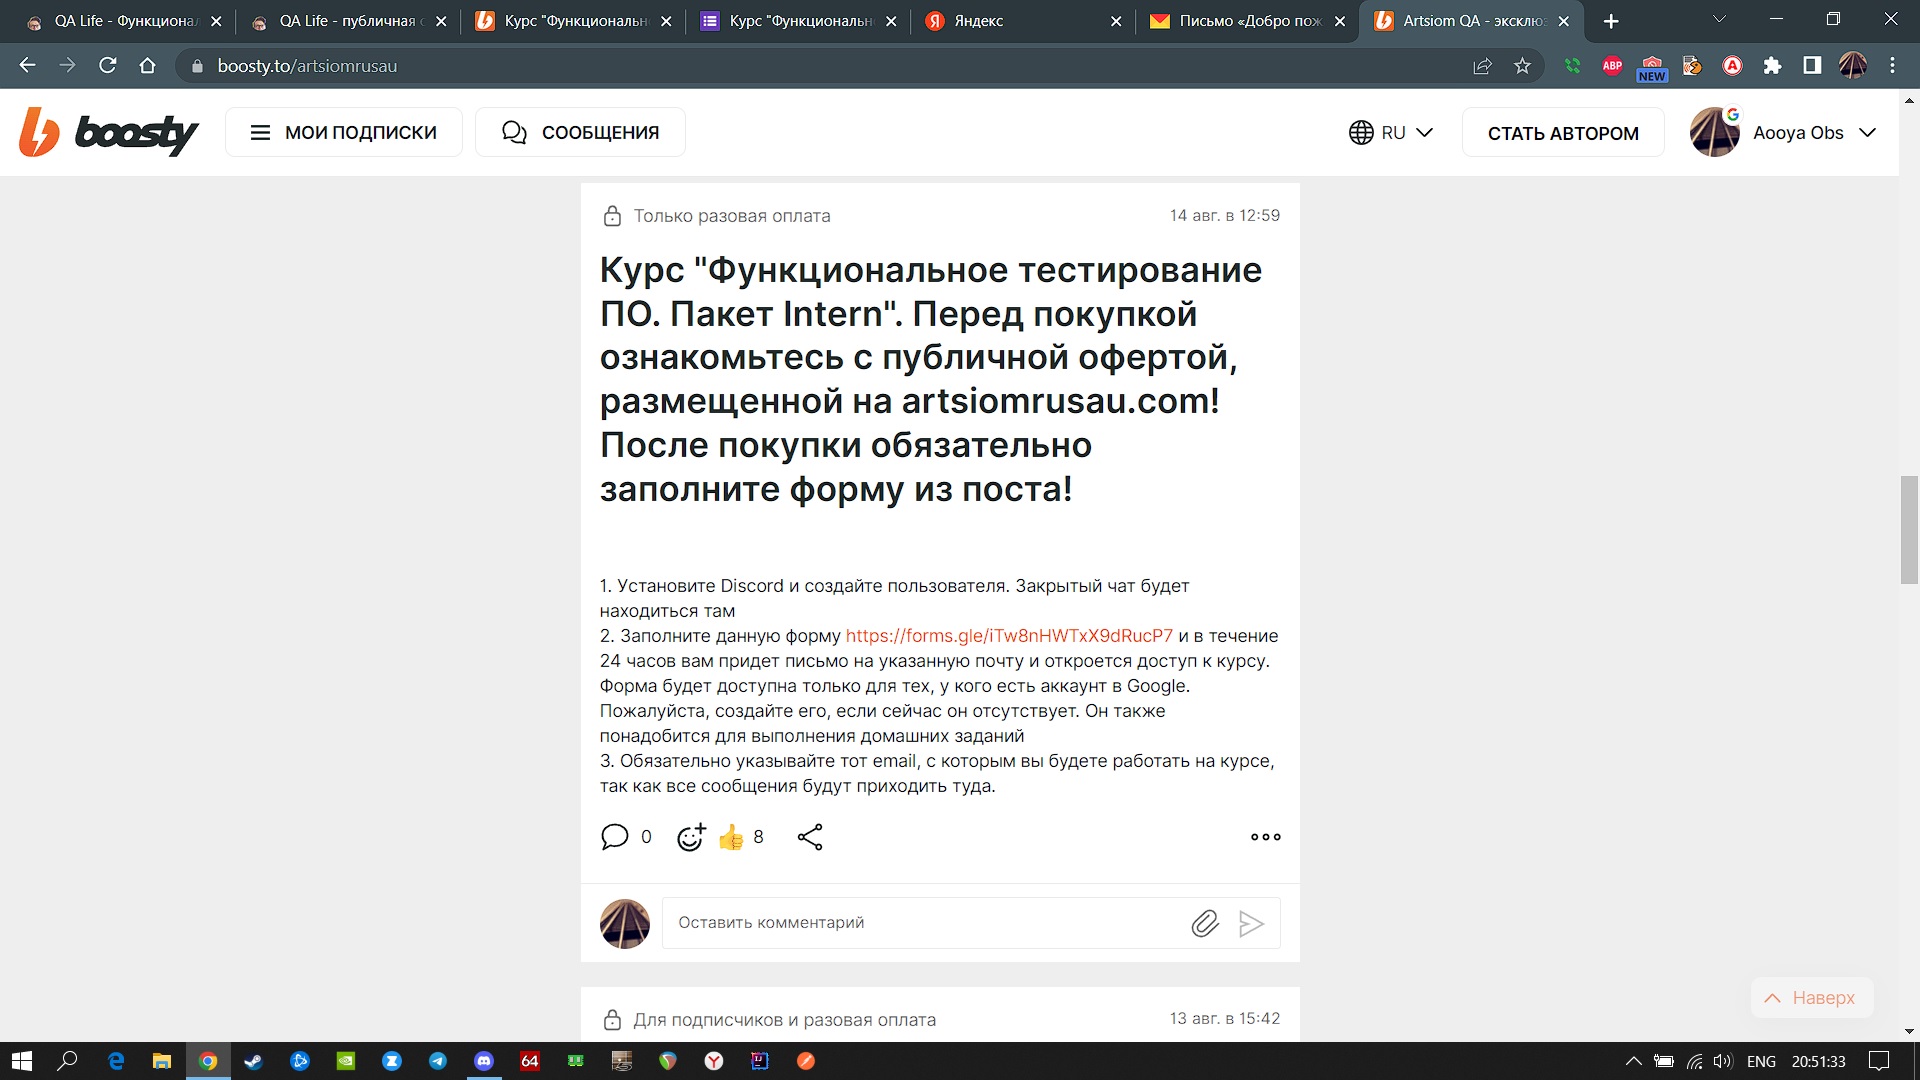 QA Life - Функционал
QA Life - публичная
Курс "Функциональн
Курс "Функциональн
Яндекс
Письмо «Добро пож
Artsiom QA - эксклюз
boosty.to/artsiomrusau
ABP
NEW
boosty
МОИ ПОДПИСКИ
СООБЩЕНИЯ
RU
СТАТЬ АВТОРОМ
Aooya Obs
Только разовая оплата
14 авг. в 12:59
Курс "Функциональное тестирование
ПО. Пакет Intern". Перед покупкой
ознакомьтесь с публичной офертой,
размещенной на artsiomrusau.com!
После покупки обязательно
заполните форму из поста!
1. Установите Discord и создайте пользователя. Закрытый чат будет
находиться там
2. Заполните данную форму https://forms.gle/iTw8nHWTxX9dRucP7 и в течение
24 часов вам придет письмо на указанную почту и откроется доступ к курсу.
Форма будет доступна только для тех, у кого есть аккаунт в Google.
Пожалуйста, создайте его, если сейчас он отсутствует. Он также
понадобится для выполнения домашних заданий
3. Обязательно указывайте тот email, с которым вы будете работать на курсе,
так как все сообщения будут приходить туда.
0
8
Оставить комментарий
Наверх
Для подписчиков и разовая оплата
13 авг. в 15:42
64
ENG
20:51:33